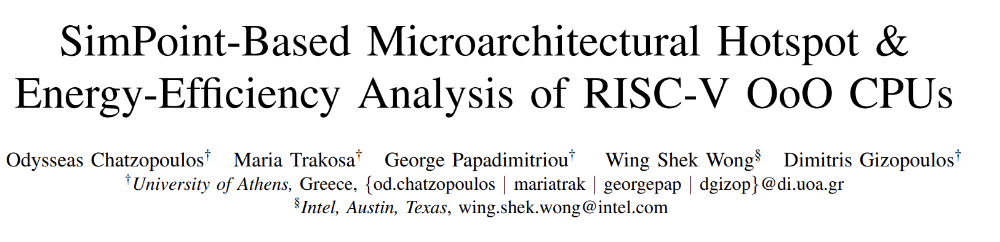 SimPoint-Based Microarchitectural Hotspot &
Energy-Efficiency Analysis of RISC-V OoO CPUs
Odysseas Chatzopoulos† Maria Trakosa† George Papadimitriou† Wing Shek Wong§ Dimitris Gizopoulos†
†University of Athens, Greece, {od.chatzopoulos | mariatrak | georgepap | dgizop}@di.uoa.gr
§Intel, Austin, Texas, wing.shek.wong@intel.com